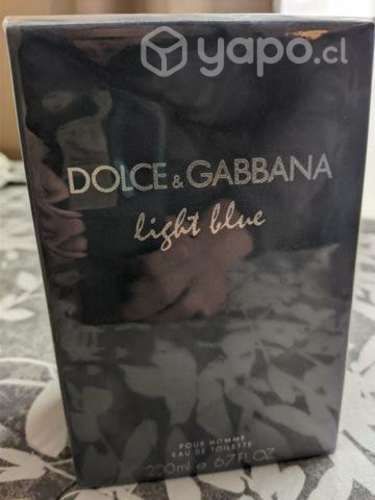 yapo.cl
DOLCE & GABBANA
light blue
POUR HOMME
EAU DE TOILETTE
200ml e 6.7 FL.OZ